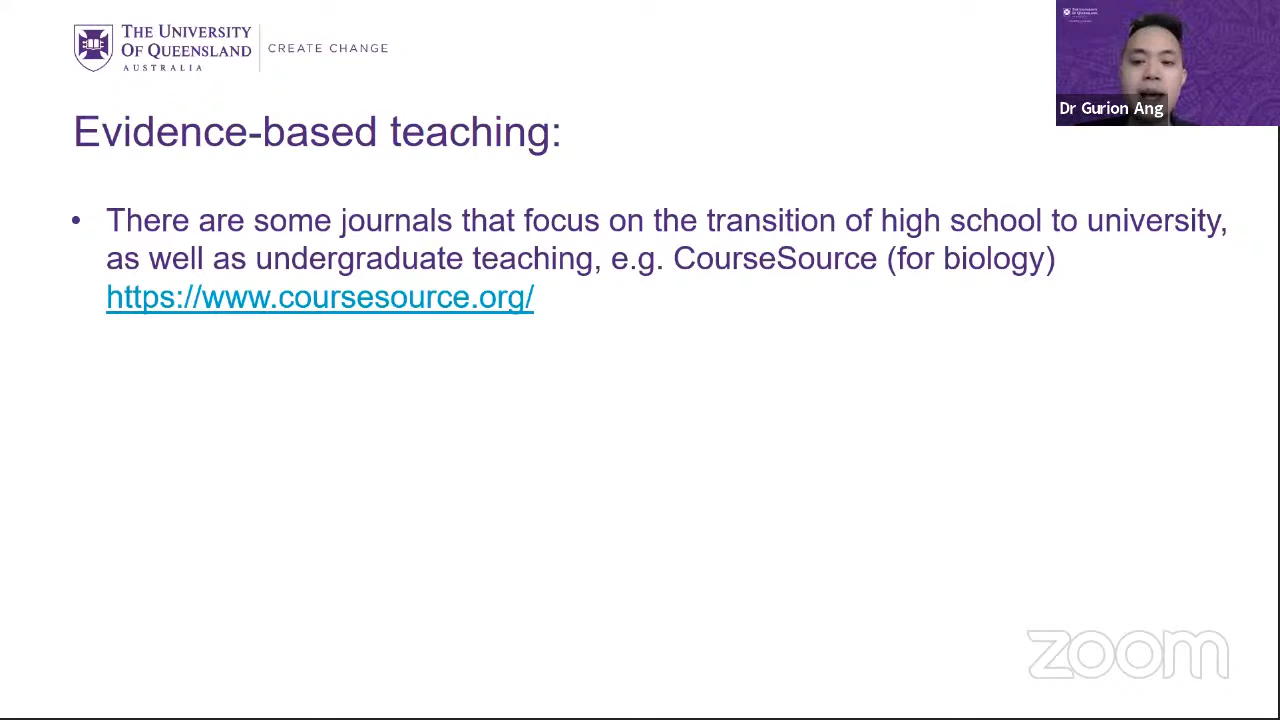 THE UNIVERSITY
OF QUEENSLAND
AUSTRALIA
CREATE CHANGE
Dr Gurion Ang
Evidence-based teaching:
• There are some journals that focus on the transition of high school to university,
as well as undergraduate teaching, e.g. CourseSource (for biology)
https://www.coursesource.org/
zoom